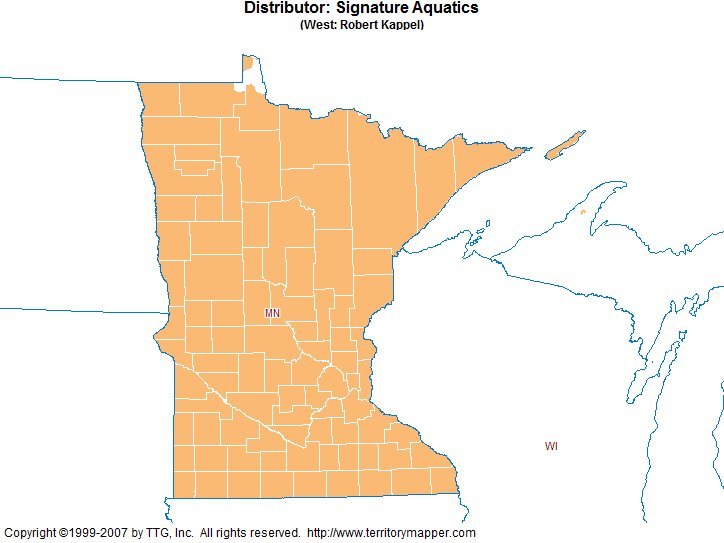 Distributor: Signature Aquatics
(West: Robert Kappel)
MN
WI
Copyright ©1999-2007 by TTG, Inc. All rights reserved. http://www.territorymapper.com